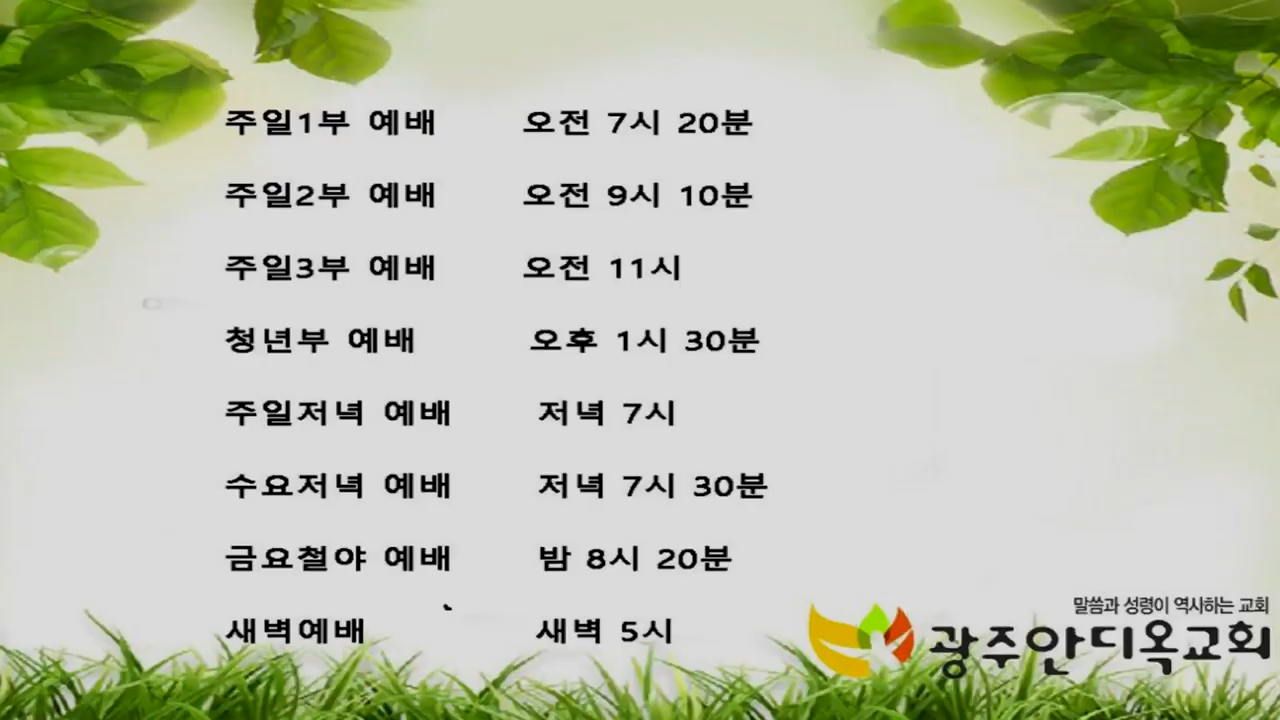 주일1부 예배 오전 7시 20분
주일2부 예배 오전 9시 10분
주일3부 예배 오전 11시
청년부 예배 오후 1시 30분
주일저녁 예배 저녁 7시
수요저녁 예배 저녁 7시 30분
금요철야 예배 밤 8시 20분
새벽예배 새벽 5시
말씀과 성령이 역사하는 교회
광주안디옥교회